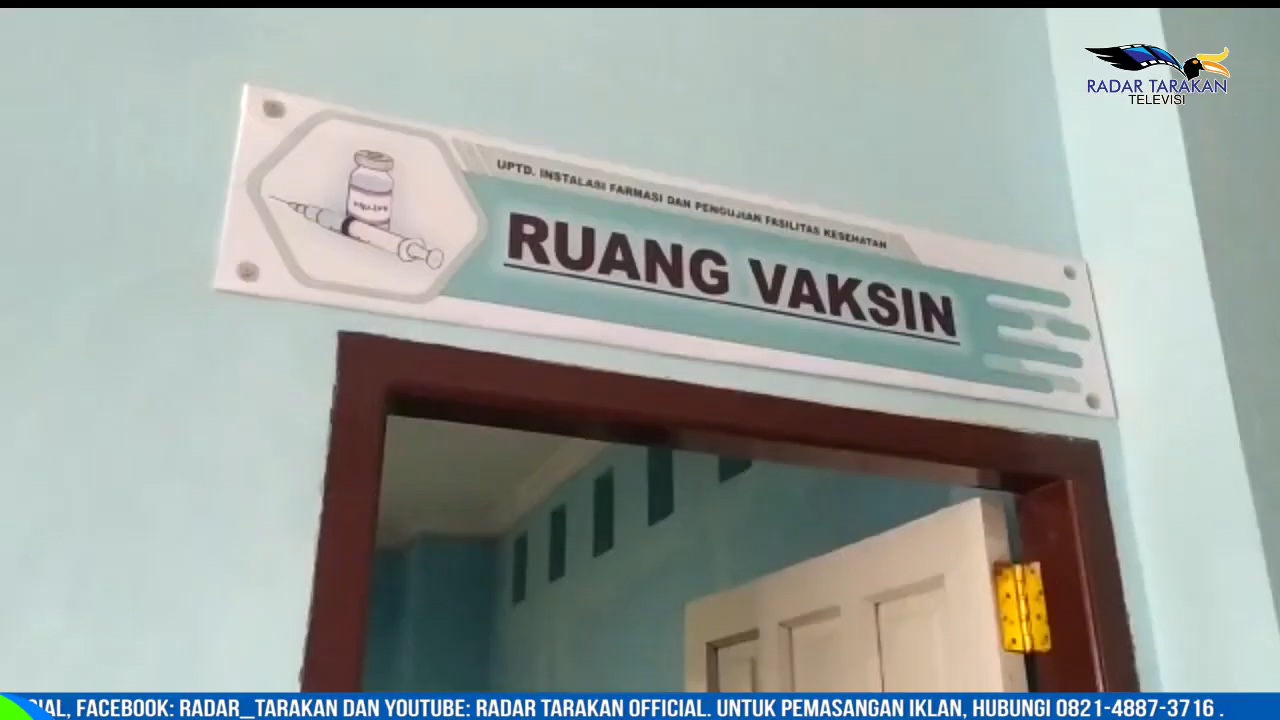 RADAR TARAKAN
TELEVISI
UPTD. INSTALASI FARMASI DAN PENGUJIAN FASILITAS KESEHATAN
RUANG VAKSIN
FACEBOOK: RADAR_TARAKAN DAN YOUTUBE: RADAR TARAKAN OFFICIAL. UNTUK PEMASANGAN IKLAN, HUBUNGI 0821-4887-3716 .